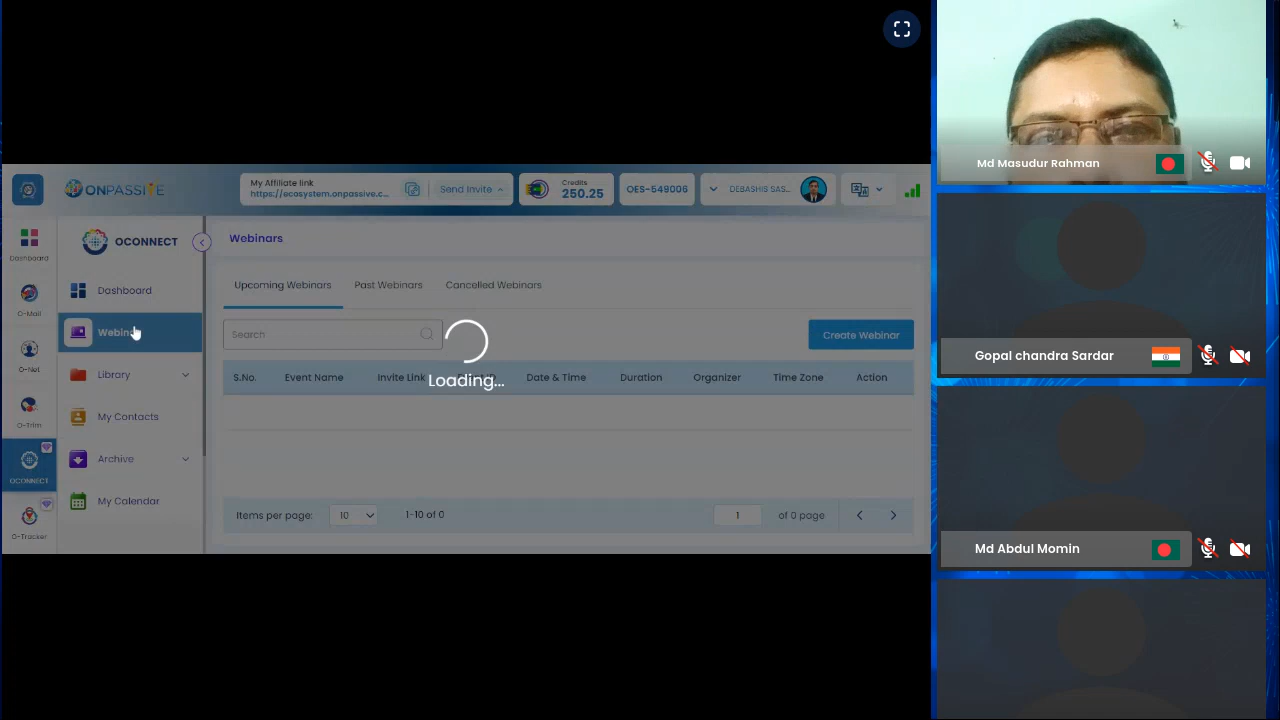 ONPASSIVE
My Affiliate link
https://ecosystem.onpassive.c...
Send Invite
Credits
250.25
OES-549006
DEBASHIS SAS...
Dashboard
O-Mail
O-Net
O-Trim
OCONNECT
O-Tracker
OCONNECT
Dashboard
Library
My Contacts
Archive
My Calendar
Webinars
Upcoming Webinars
Past Webinars
Cancelled Webinars
Search
Create Webinar
S.No.
Event Name
Invite Link
Date & Time
Duration
Organizer
Time Zone
Action
Loading...
Items per page:
10
1-10 of 0
1
of 0 page
Md Masudur Rahman
Gopal chandra Sardar
Md Abdul Momin